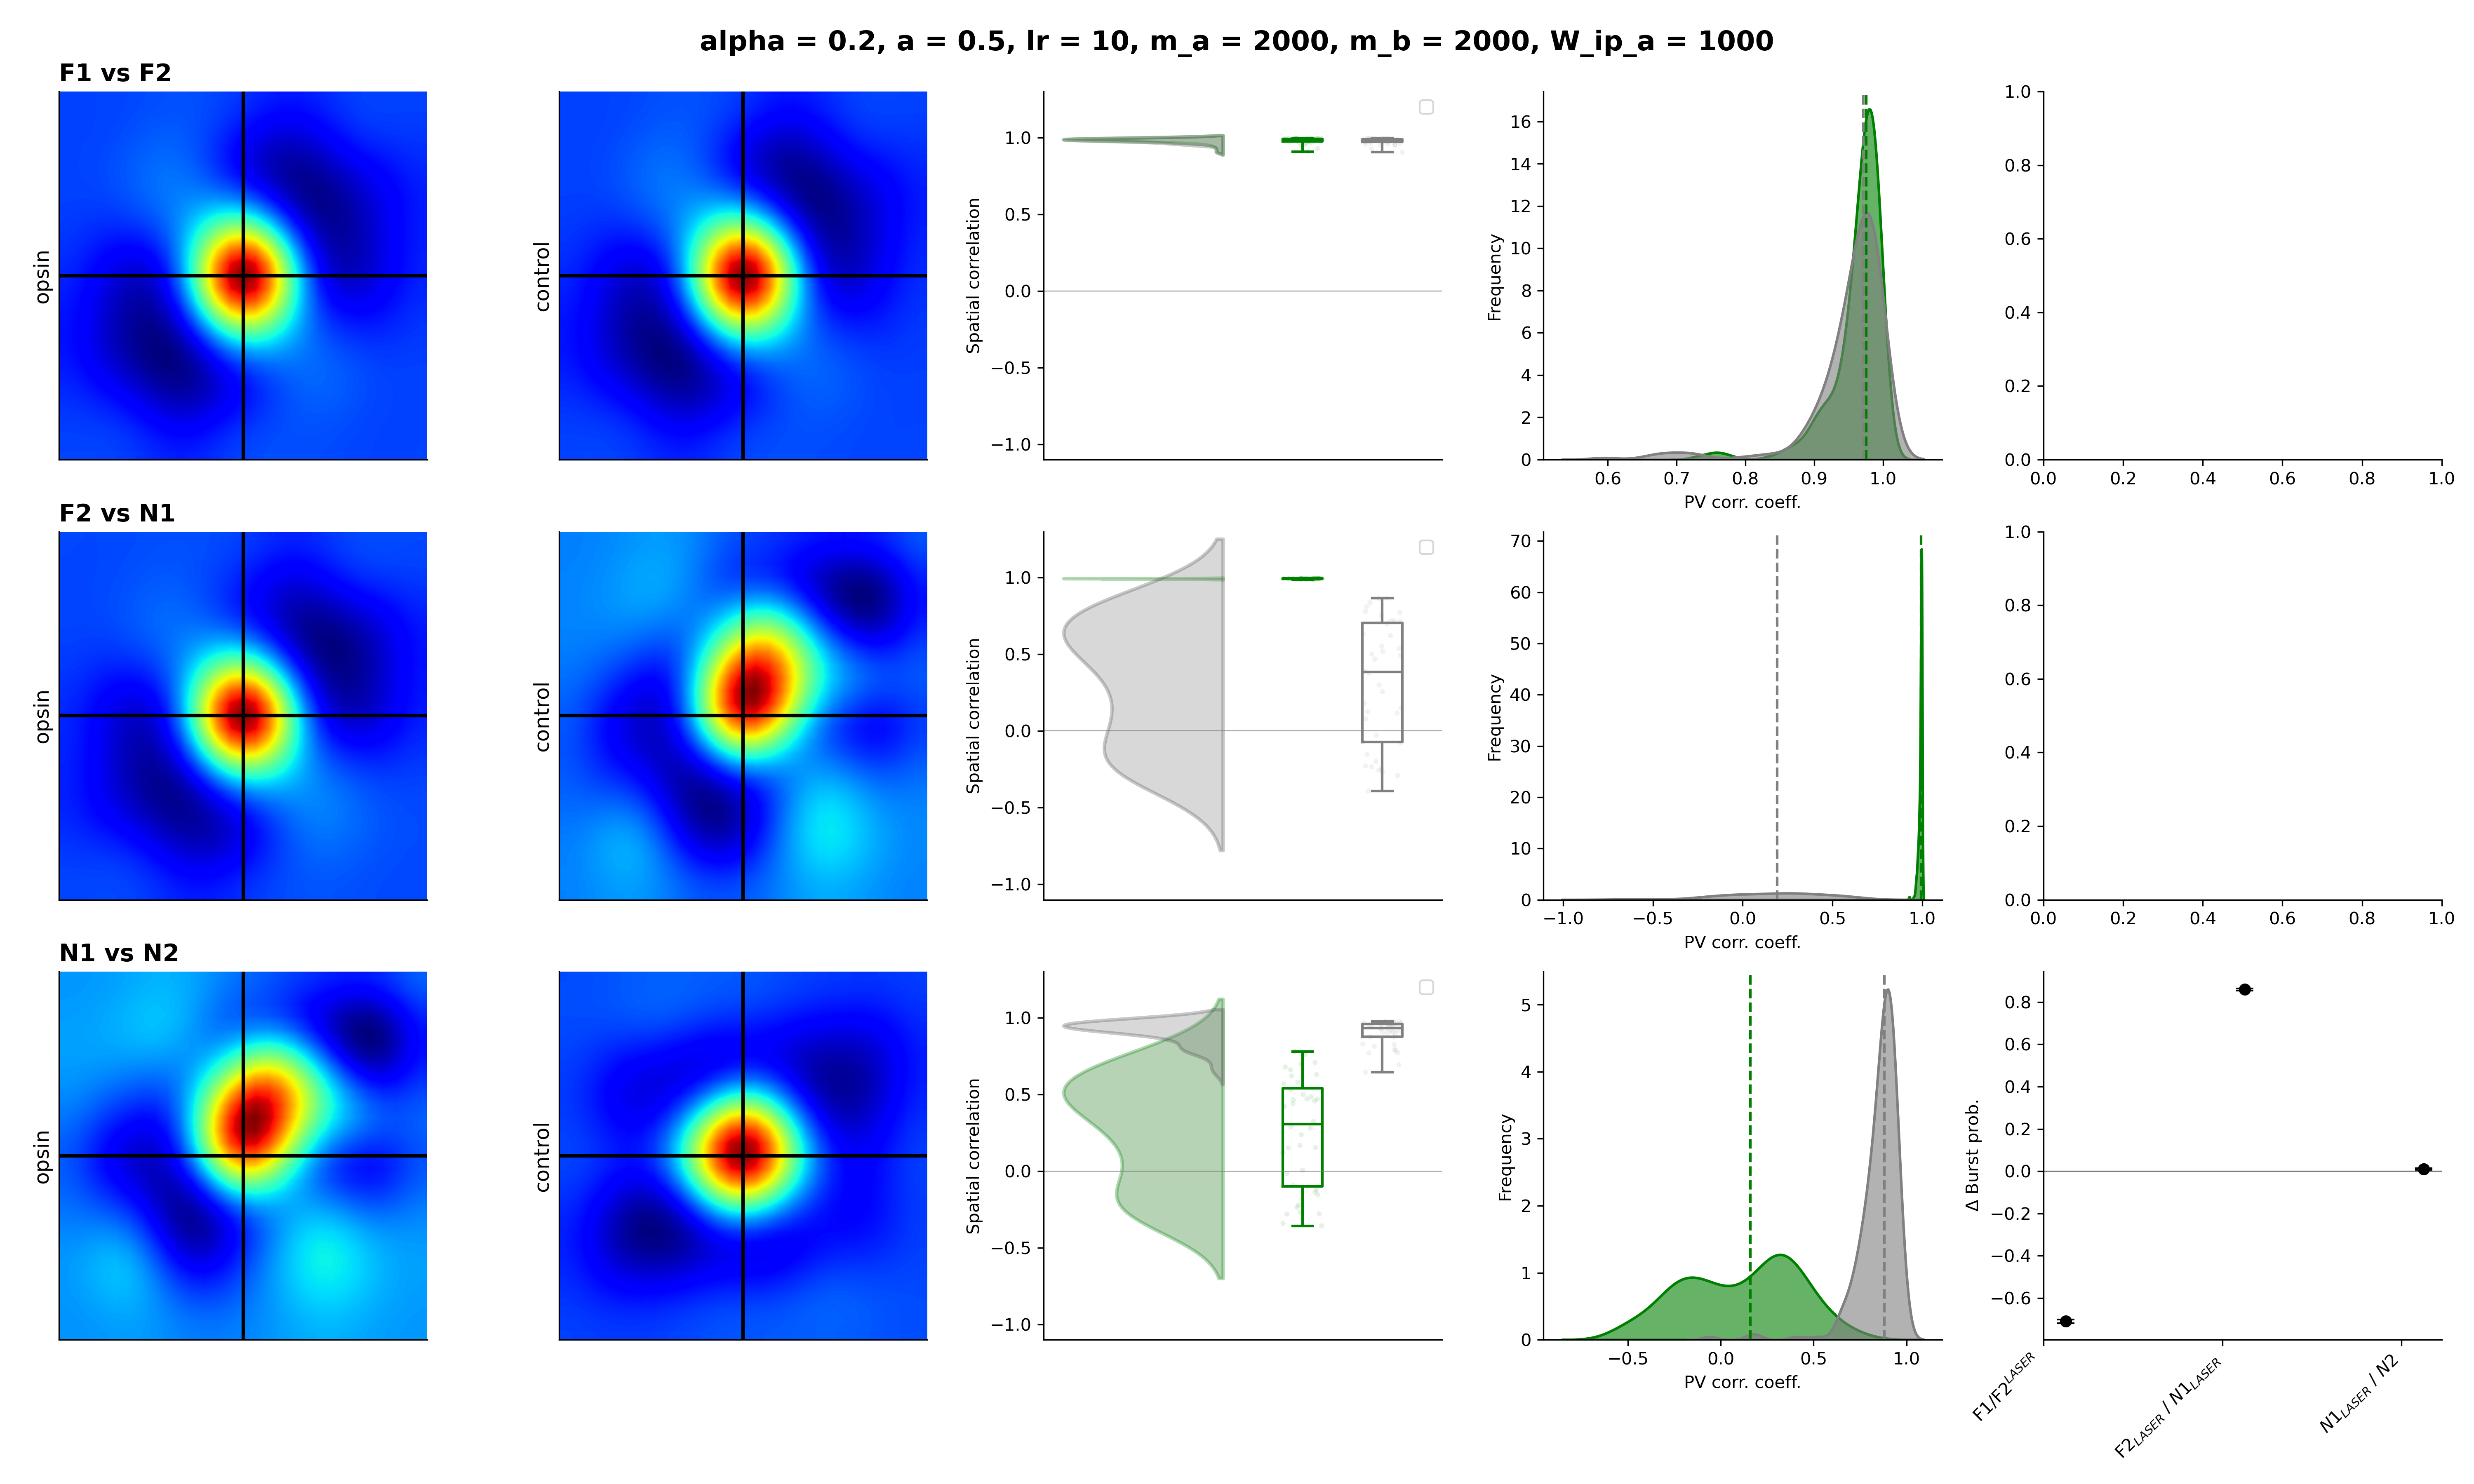 alpha = 0.2, a = 0.5, lr = 10, m_a = 2000, m_b = 2000, W_ip_a = 1000
F1 vs F2
opsin
control
Spatial correlation
1.0
0.5
0.0
−0.5
−1.0
Frequency
16
14
12
10
8
6
4
2
0
0.6 0.7 0.8 0.9 1.0
PV corr. coeff.
1.0
0.8
0.6
0.4
0.2
0.0
0.0 0.2 0.4 0.6 0.8 1.0
F2 vs N1
opsin
control
Spatial correlation
1.0
0.5
0.0
−0.5
−1.0
Frequency
70
60
50
40
30
20
10
0
−1.0 −0.5 0.0 0.5 1.0
PV corr. coeff.
1.0
0.8
0.6
0.4
0.2
0.0
0.0 0.2 0.4 0.6 0.8 1.0
N1 vs N2
opsin
control
Spatial correlation
1.0
0.5
0.0
−0.5
−1.0
Frequency
5
4
3
2
1
0
−0.5 0.0 0.5 1.0
PV corr. coeff.
Δ Burst prob.
0.8
0.6
0.4
0.2
0.0
−0.2
−0.4
−0.6
F1/F2^LASER
F2_LASER / N1_LASER
N1_LASER / N2